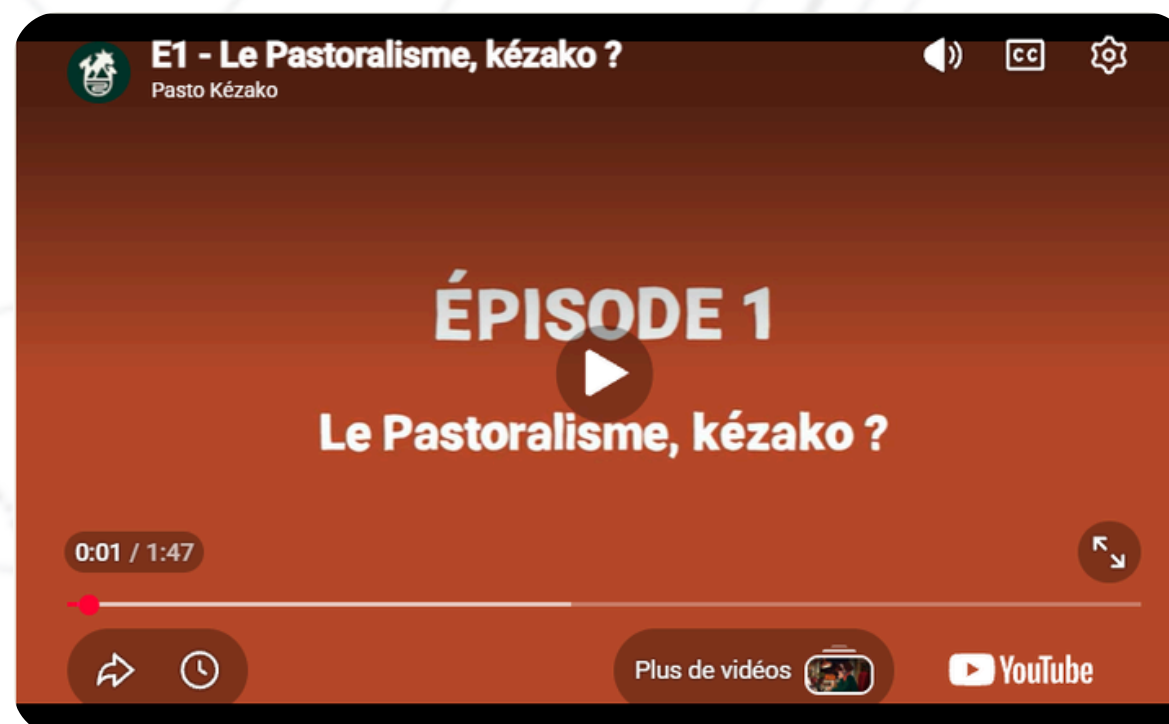 E1 - Le Pastoralisme, kézako ?
Pasto Kézako
CC
ÉPISODE 1
Le Pastoralisme, kézako ?
0:01 / 1:47
Plus de vidéos
YouTube